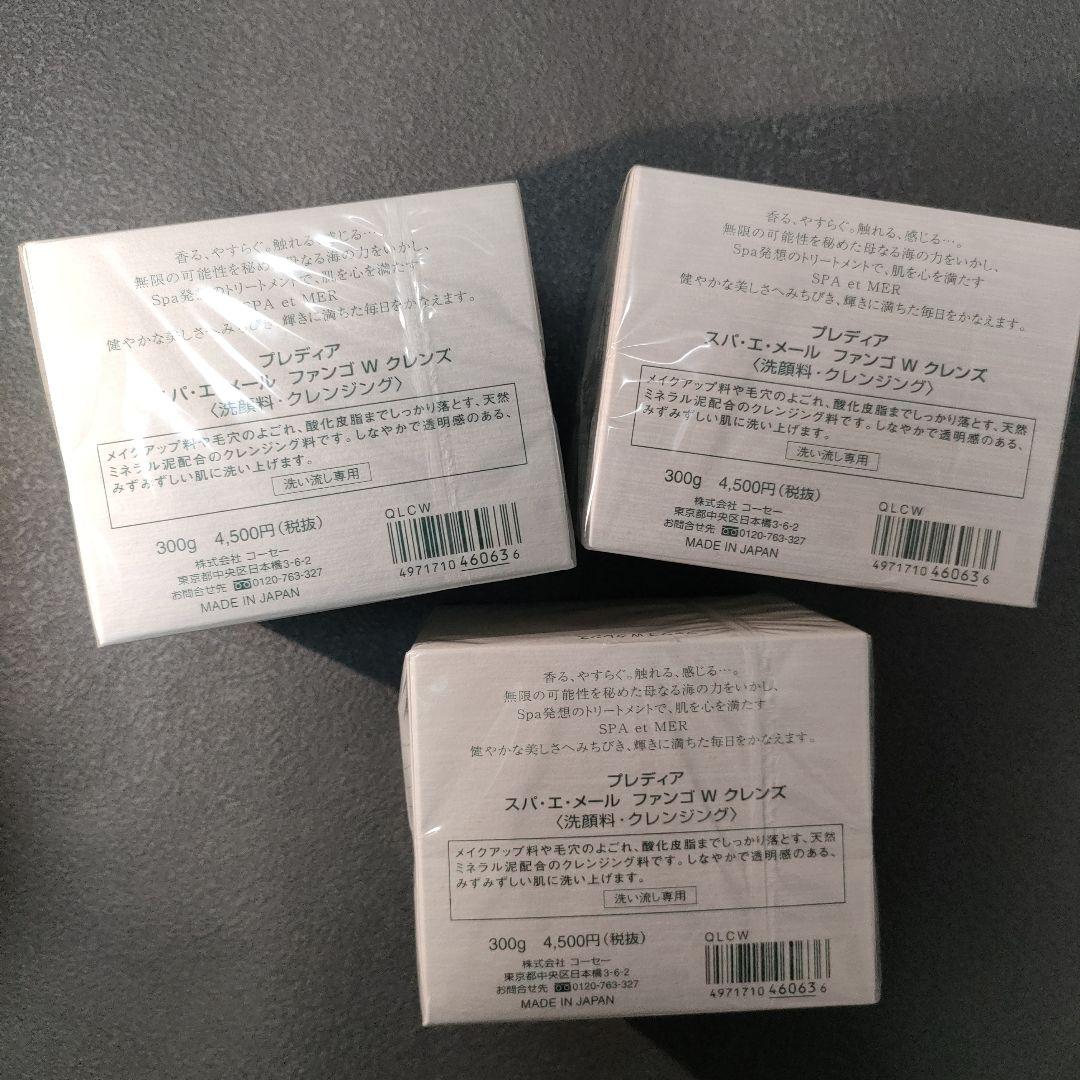 香る、やすらぐ。触れる、感じる…。
無限の可能性を秘めた母なる海の力をいかし、
Spa発想のトリートメントで、肌を心を満たす
SPA et MER
健やかな美しさへみちびき、輝きに満ちた毎日をかなえます。
プレディア
スパ・エ・メール ファンゴ W クレンズ
〈洗顔料・クレンジング〉
メイクアップ料や毛穴のよごれ、酸化皮脂までしっかり落とす、天然
ミネラル泥配合のクレンジング料です。しなやかで透明感のある、
みずみずしい肌に洗い上げます。
洗い流し専用
300g 4,500円(税抜)
株式会社 コーセー
東京都中央区日本橋3-6-2
お問合せ先 0120-763-327
MADE IN JAPAN
QLCW
4971710 460636
香る、やすらぐ。触れる、感じる…。
無限の可能性を秘めた母なる海の力をいかし、
Spa発想のトリートメントで、肌を心を満たす
SPA et MER
健やかな美しさへみちびき、輝きに満ちた毎日をかなえます。
プレディア
スパ・エ・メール ファンゴ W クレンズ
〈洗顔料・クレンジング〉
メイクアップ料や毛穴のよごれ、酸化皮脂までしっかり落とす、天然
ミネラル泥配合のクレンジング料です。しなやかで透明感のある、
みずみずしい肌に洗い上げます。
洗い流し専用
300g 4,500円(税抜)
株式会社 コーセー
東京都中央区日本橋3-6-2
お問合せ先 0120-763-327
MADE IN JAPAN
QLCW
4971710 460636
香る、やすらぐ。触れる、感じる…。
無限の可能性を秘めた母なる海の力をいかし、
Spa発想のトリートメントで、肌を心を満たす
SPA et MER
健やかな美しさへみちびき、輝きに満ちた毎日をかなえます。
プレディア
スパ・エ・メール ファンゴ W クレンズ
〈洗顔料・クレンジング〉
メイクアップ料や毛穴のよごれ、酸化皮脂までしっかり落とす、天然
ミネラル泥配合のクレンジング料です。しなやかで透明感のある、
みずみずしい肌に洗い上げます。
洗い流し専用
300g 4,500円(税抜)
株式会社 コーセー
東京都中央区日本橋3-6-2
お問合せ先 0120-763-327
MADE IN JAPAN
QLCW
4971710 460636